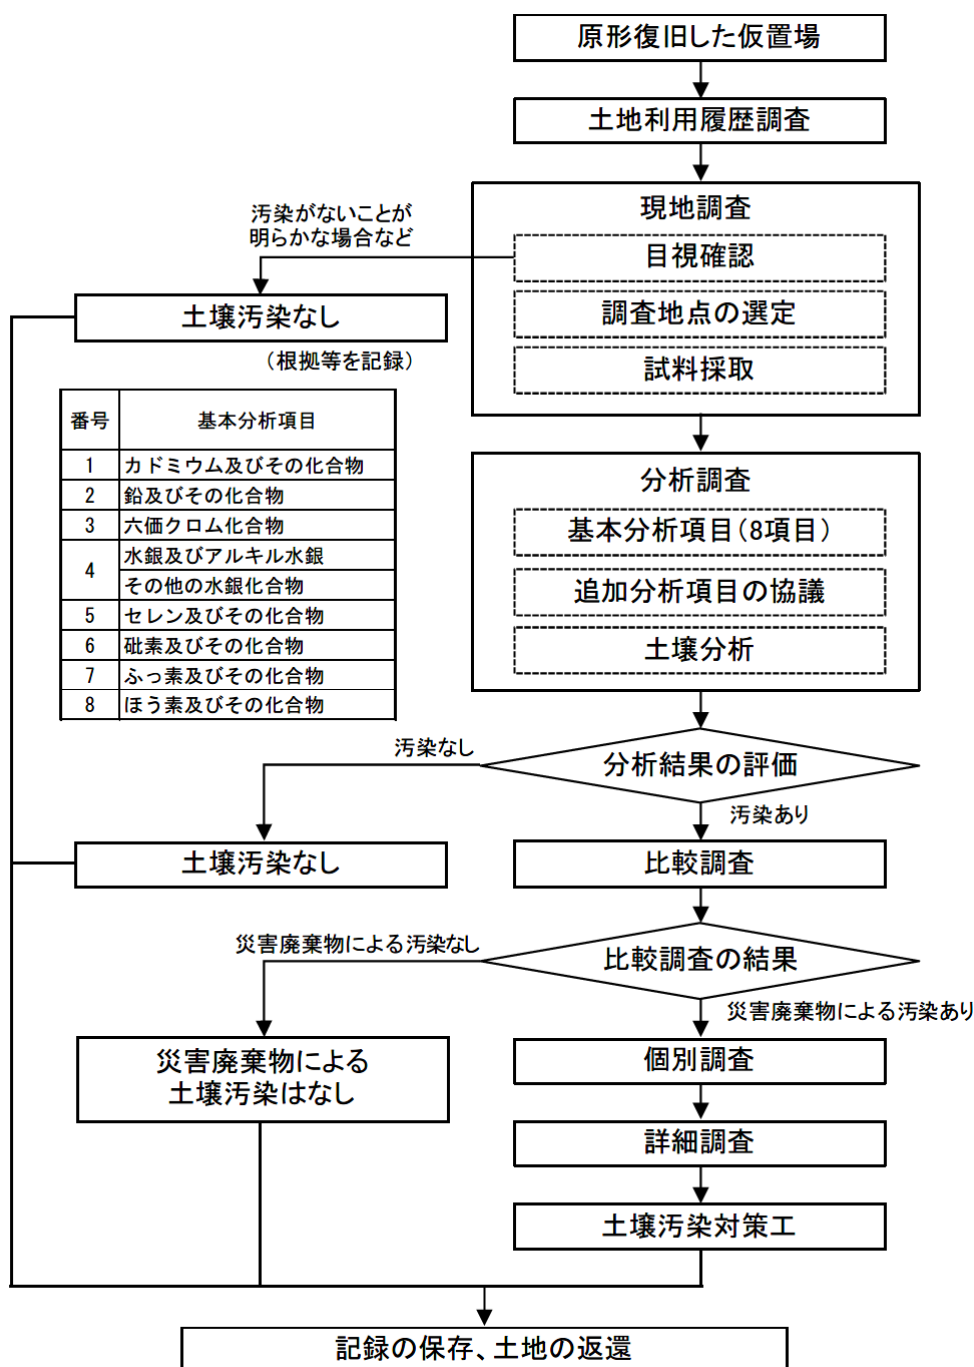 原形復旧した仮置場
土地利用履歴調査
現地調査
目視確認
調査地点の選定
試料採取
汚染がないことが
明らかな場合など
土壌汚染なし
（根拠等を記録）
番号 基本分析項目
1 カドミウム及びその化合物
2 鉛及びその化合物
3 六価クロム化合物
4 水銀及びアルキル水銀
その他の水銀化合物
5 セレン及びその化合物
6 砒素及びその化合物
7 ふっ素及びその化合物
8 ほう素及びその化合物
分析調査
基本分析項目（8項目）
追加分析項目の協議
土壌分析
汚染なし
分析結果の評価
汚染あり
土壌汚染なし
比較調査
災害廃棄物による汚染なし
比較調査の結果
災害廃棄物による汚染あり
災害廃棄物による
土壌汚染はなし
個別調査
詳細調査
土壌汚染対策工
記録の保存、土地の返還